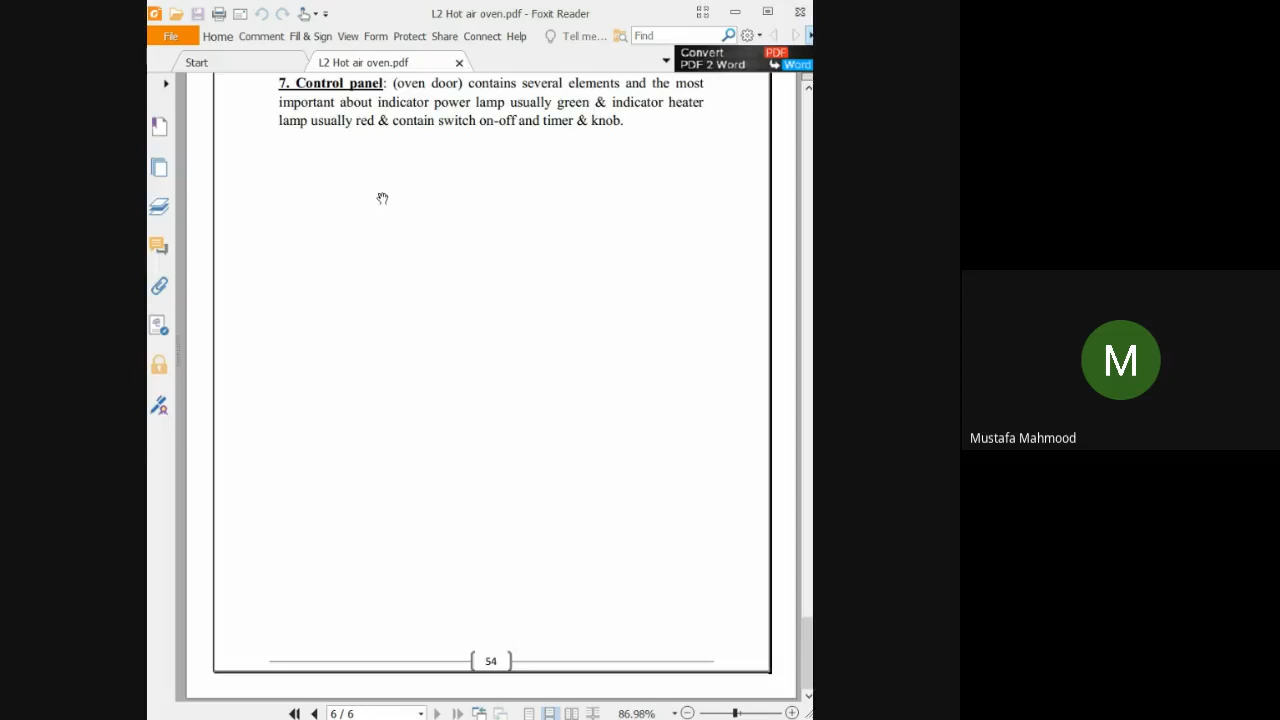 L2 Hot air oven.pdf - Foxit Reader
File Home Comment Fill & Sign View Form Protect Share Connect Help Tell me... Find
Start L2 Hot air oven.pdf
Convert PDF
PDF 2 Word Word
7. Control panel: (oven door) contains several elements and the most
important about indicator power lamp usually green & indicator heater
lamp usually red & contain switch on-off and timer & knob.
M
Mustafa Mahmood
54
6 / 6 86.98%